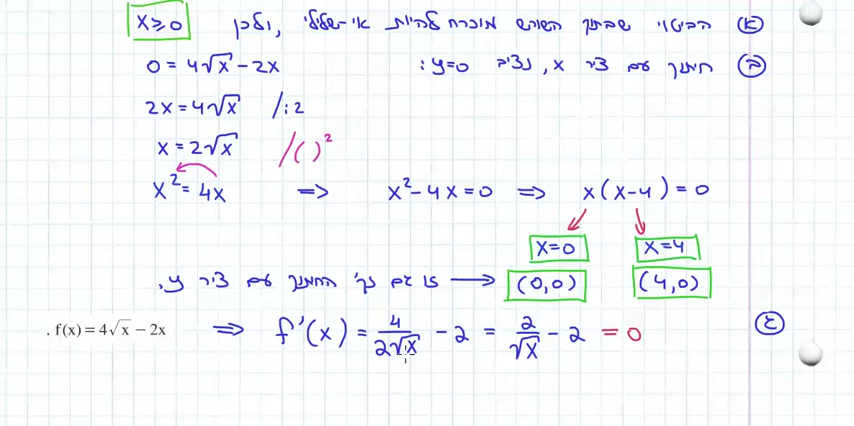 א הביטוי שבתוך השורש מוכרח להיות אי-שלילי, ולכן x ≥ 0
ב חיתוך עם ציר x, נציב y=0:
0 = 4√x - 2x
2x = 4√x /:2
x = 2√x /( )²
x² = 4x ⇒ x² - 4x = 0 ⇒ x(x-4) = 0
x=0 x=4
(0,0) (4,0)
זו גם נק' החיתוך עם ציר y.
ג . f(x) = 4√x - 2x ⇒ f'(x) = 4/2√x - 2 = 2/√x - 2 = 0